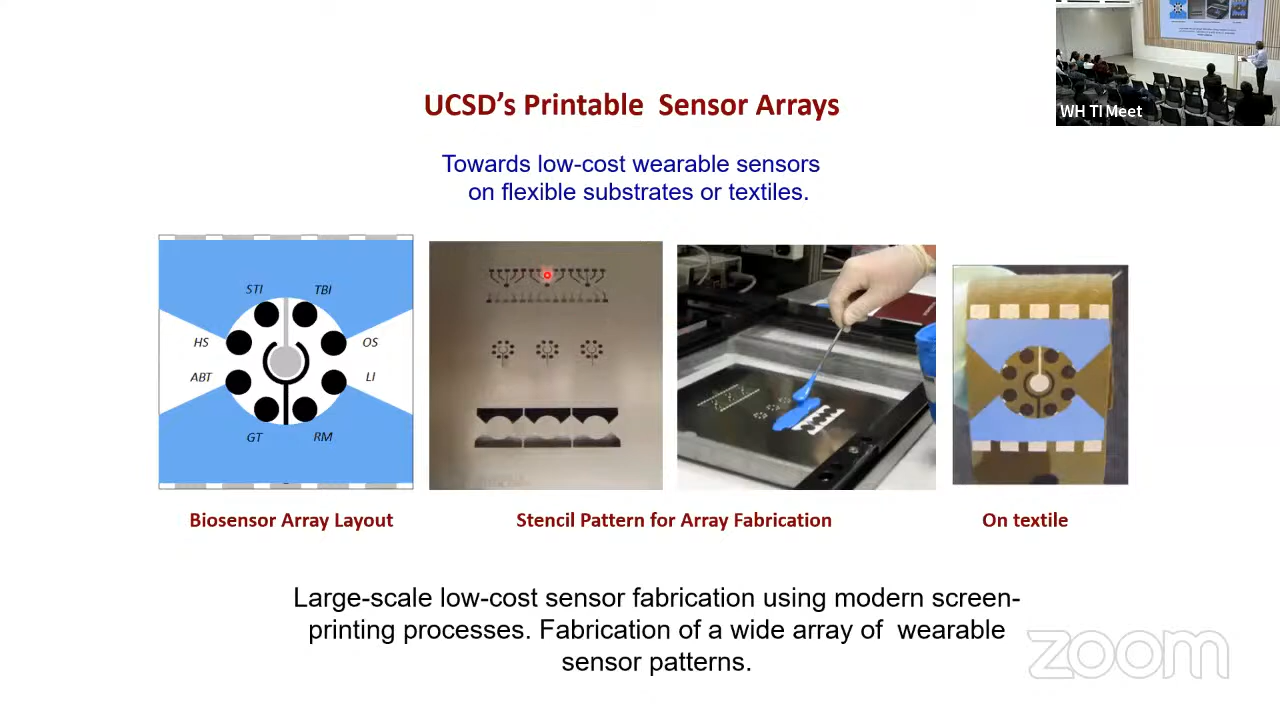 WH TI Meet
UCSD's Printable Sensor Arrays
Towards low-cost wearable sensors
on flexible substrates or textiles.
STI
TBI
HS
OS
ABT
LI
GT
RM
Biosensor Array Layout
Stencil Pattern for Array Fabrication
On textile
Large-scale low-cost sensor fabrication using modern screen-
printing processes. Fabrication of a wide array of wearable
sensor patterns.
zoom